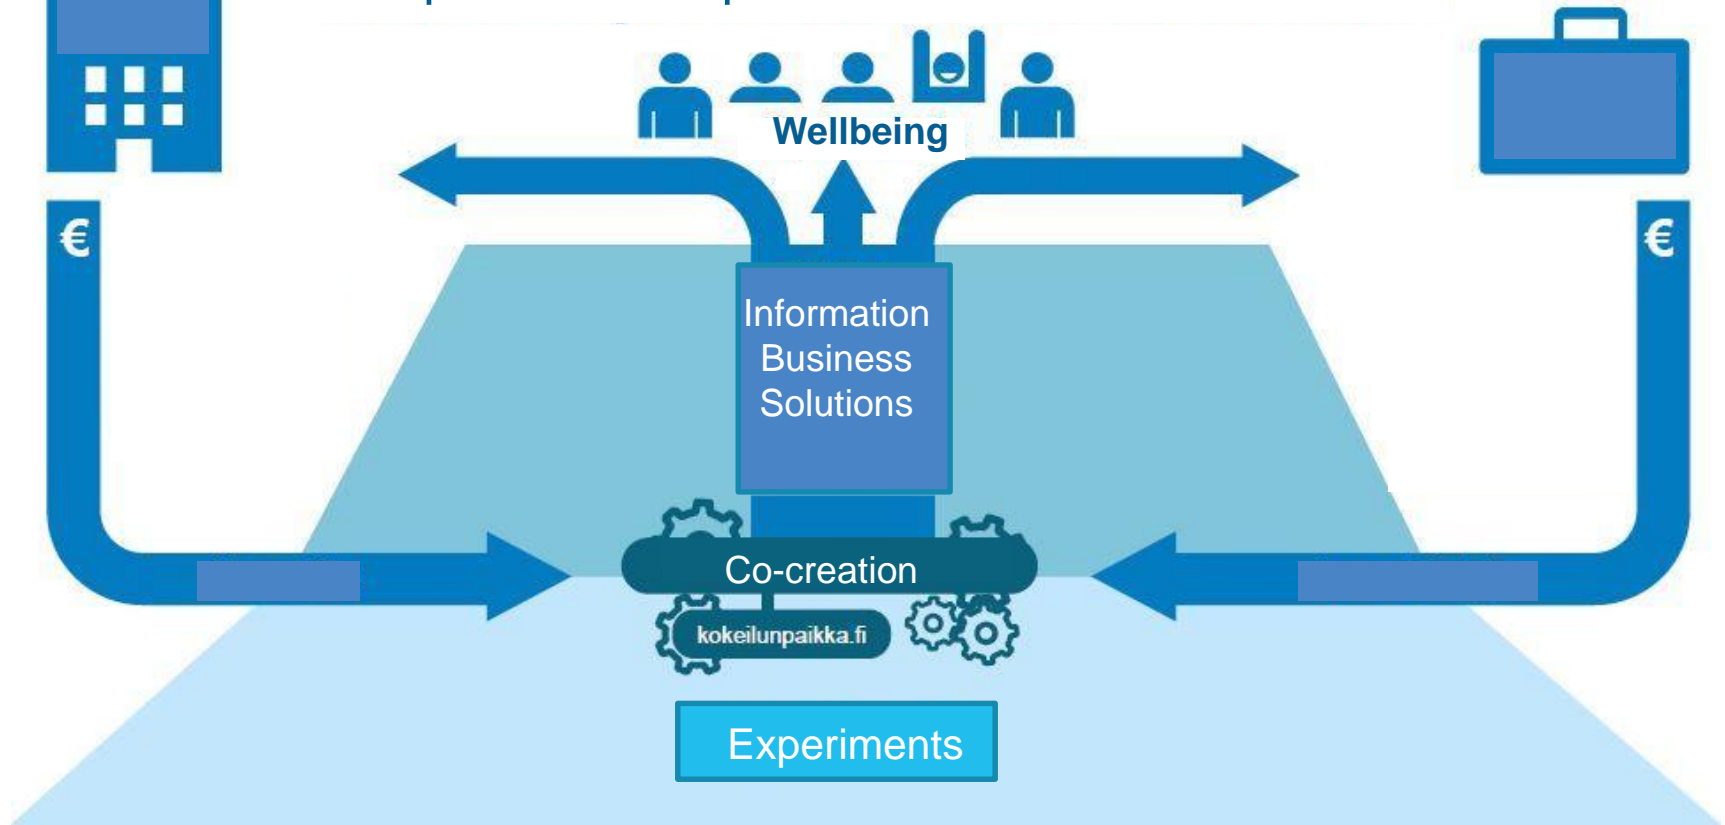 Wellbeing
€
€
Information
Business
Solutions
Co-creation
kokeilunpaikka.fi
Experiments